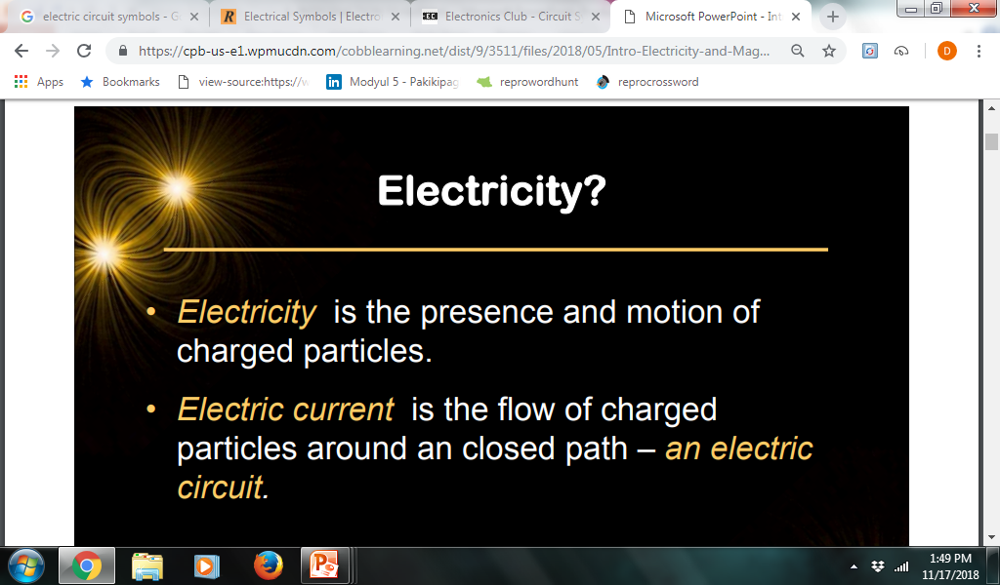 electric circuit symbols - G
Electrical Symbols | Electro
Electronics Club - Circuit S
Microsoft PowerPoint - Int
https://cpb-us-e1.wpmucdn.com/cobblearning.net/dist/9/3511/files/2018/05/Intro-Electricity-and-Mag...
D
Apps
Bookmarks
view-source:https://w
Modyul 5 - Pakikipag
reprowordhunt
reprocrossword
Electricity?
• Electricity is the presence and motion of
charged particles.
• Electric current is the flow of charged
particles around an closed path – an electric
circuit.
1:49 PM
11/17/2018